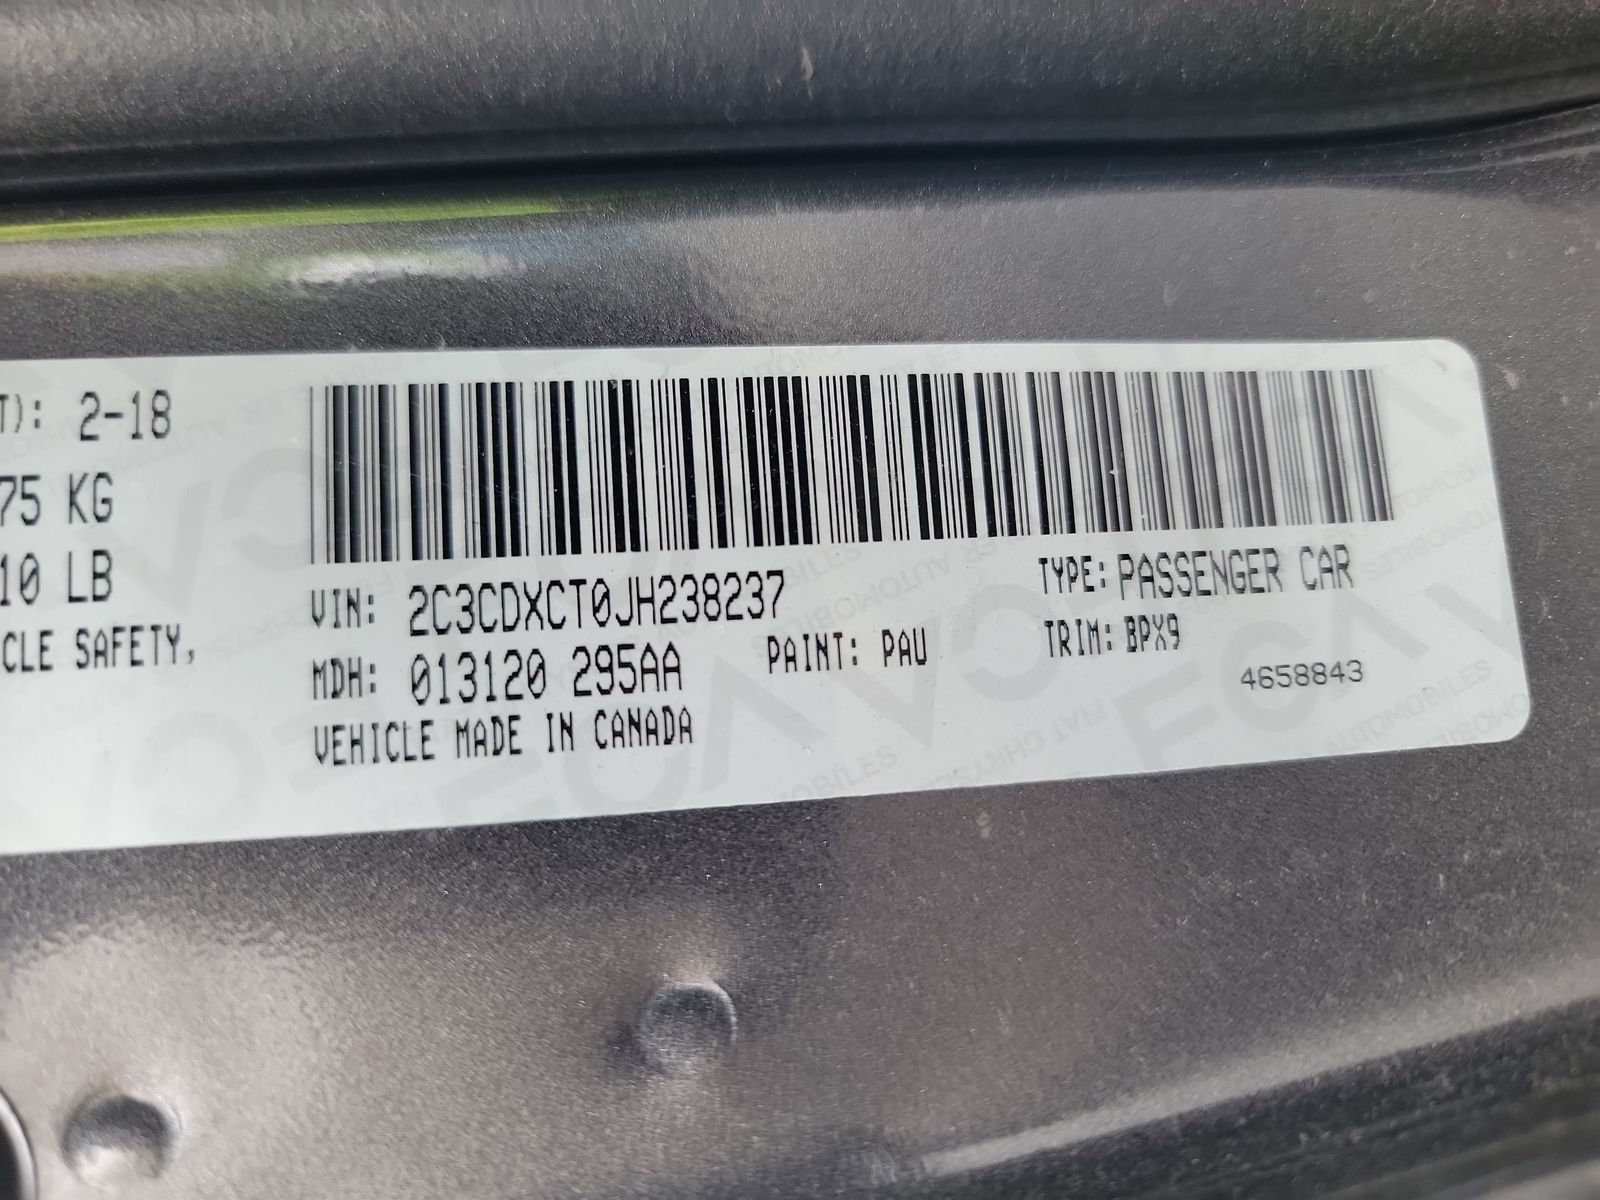 T): 2-18
75 KG
10 LB
CLE SAFETY,
VIN: 2C3CDXCT0JH238237
TYPE: PASSENGER CAR
MDH: 013120 295AA
PAINT: PAU
TRIM: BPX9
4658843
VEHICLE MADE IN CANADA